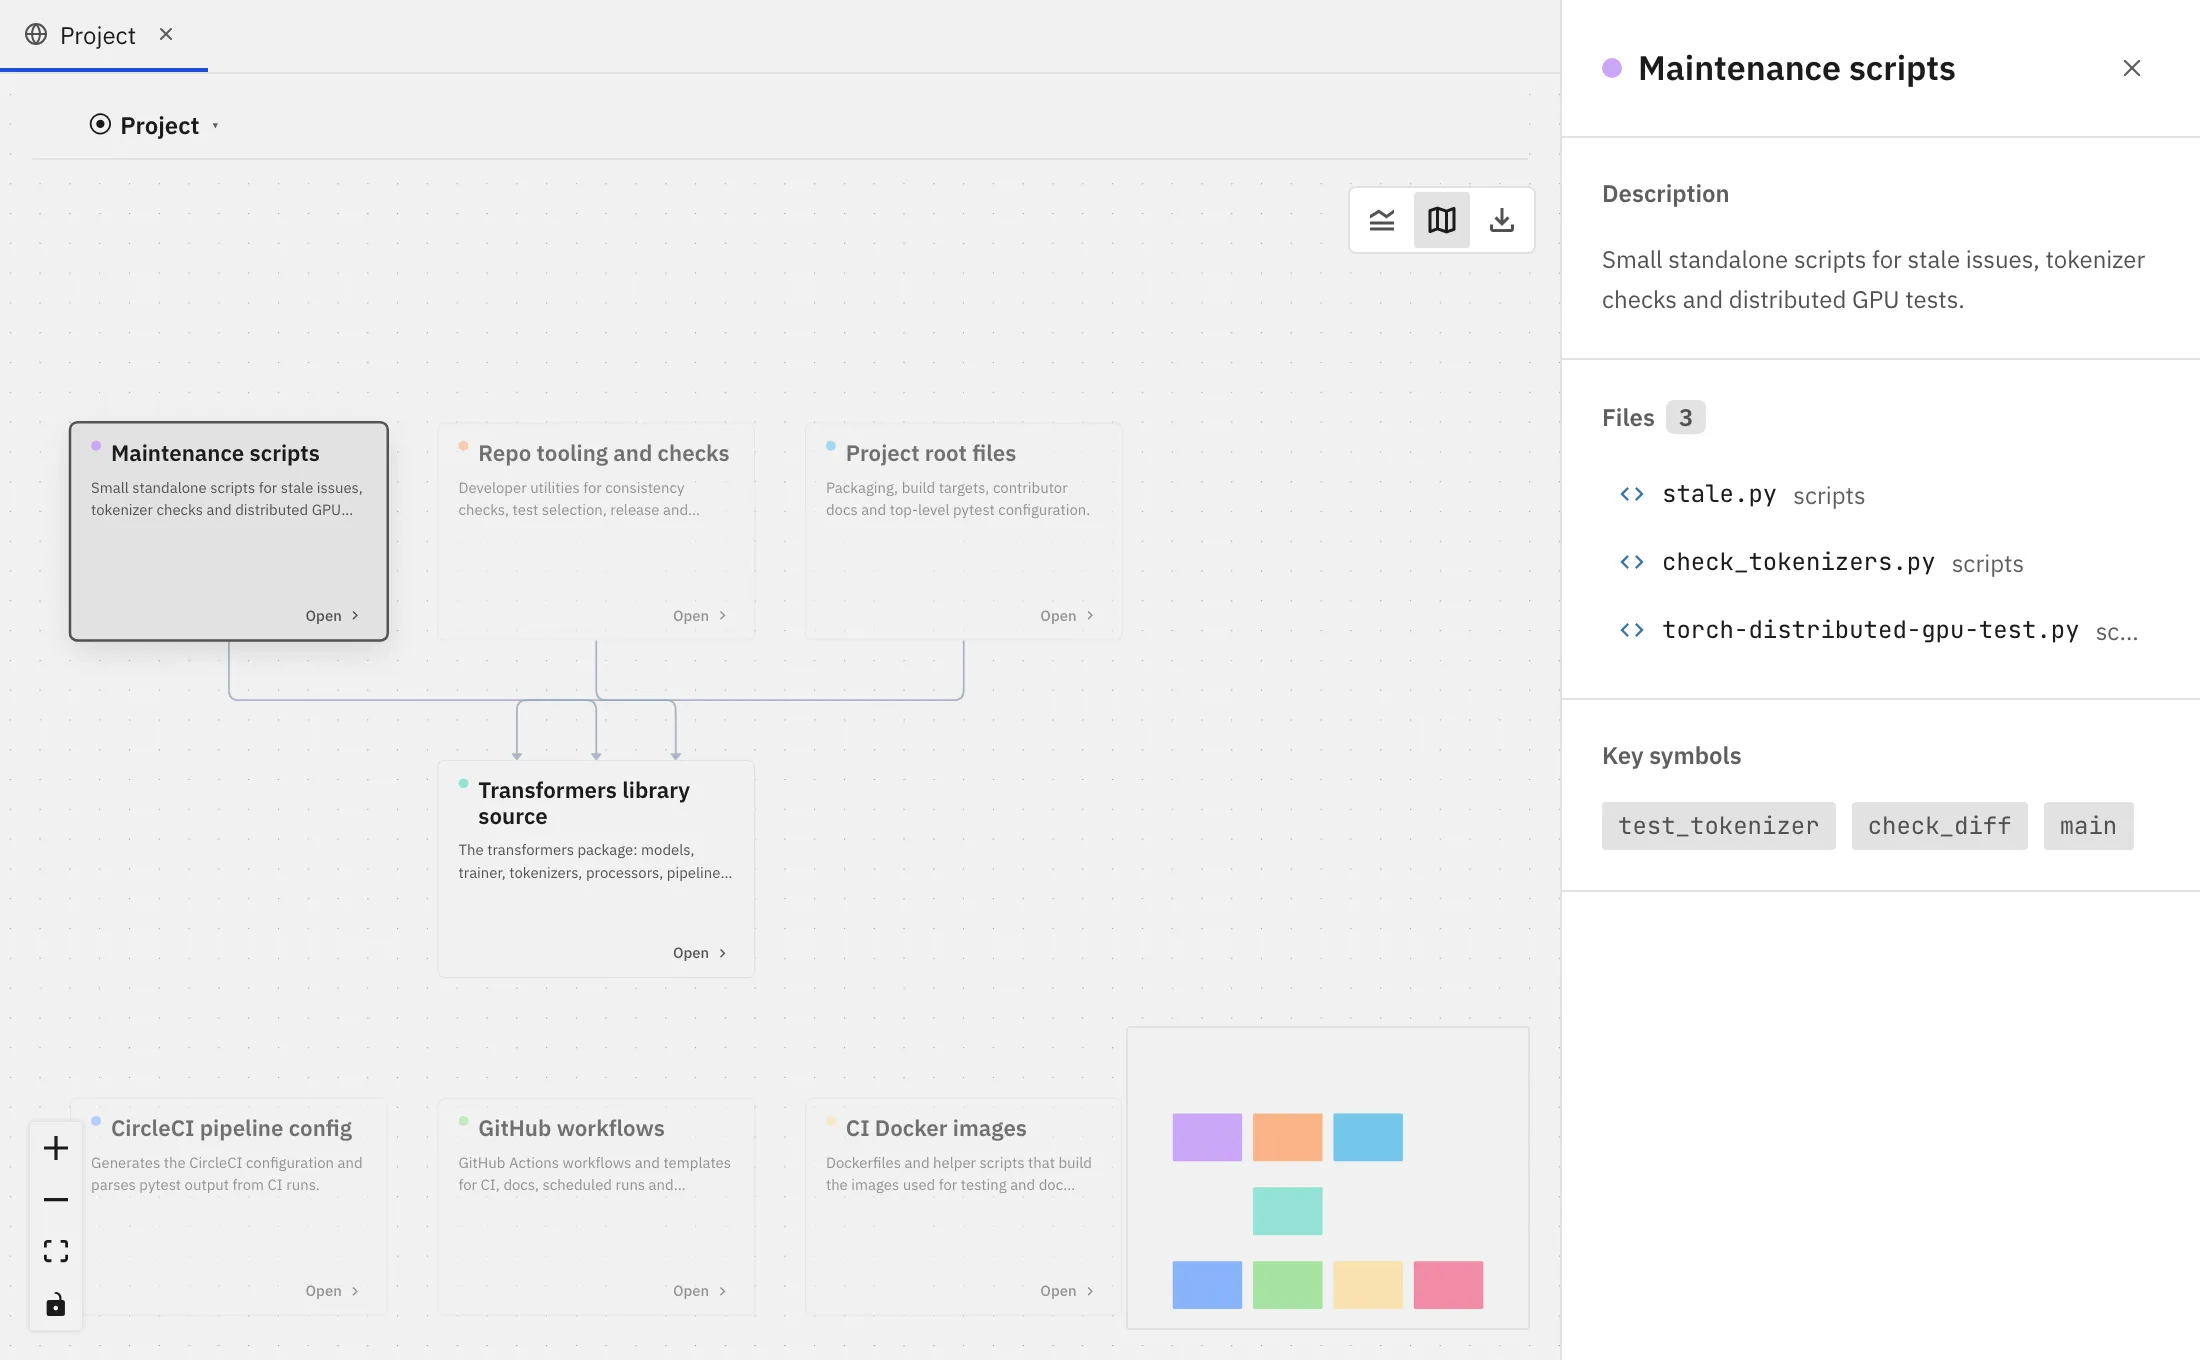 Project
Project
Maintenance scripts
Small standalone scripts for stale issues,
tokenizer checks and distributed GPU...
Open
Repo tooling and checks
Developer utilities for consistency
checks, test selection, release and...
Open
Project root files
Packaging, build targets, contributor
docs and top-level pytest configuration.
Open
Transformers library
source
The transformers package: models,
trainer, tokenizers, processors, pipeline...
Open
CircleCI pipeline config
Generates the CircleCI configuration and
parses pytest output from CI runs.
Open
GitHub workflows
GitHub Actions workflows and templates
for CI, docs, scheduled runs and...
Open
CI Docker images
Dockerfiles and helper scripts that build
the images used for testing and doc...
Open
Maintenance scripts
Description
Small standalone scripts for stale issues, tokenizer
checks and distributed GPU tests.
Files 3
stale.py scripts
check_tokenizers.py scripts
torch-distributed-gpu-test.py sc...
Key symbols
test_tokenizer check_diff main